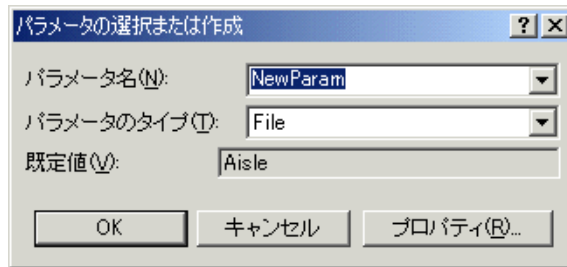 パラメータの選択または作成
パラメータ名(N): NewParam
パラメータのタイプ(T): File
既定値(V): Aisle
OK キャンセル プロパティ(R)...